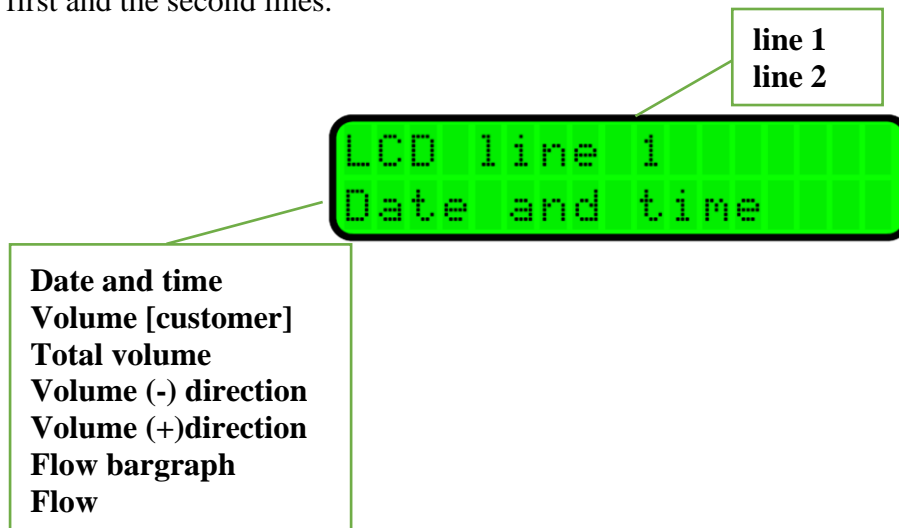 first and the second lines.
line 1
line 2
LCD line 1
Date and time
Date and time
Volume [customer]
Total volume
Volume (-) direction
Volume (+)direction
Flow bargraph
Flow